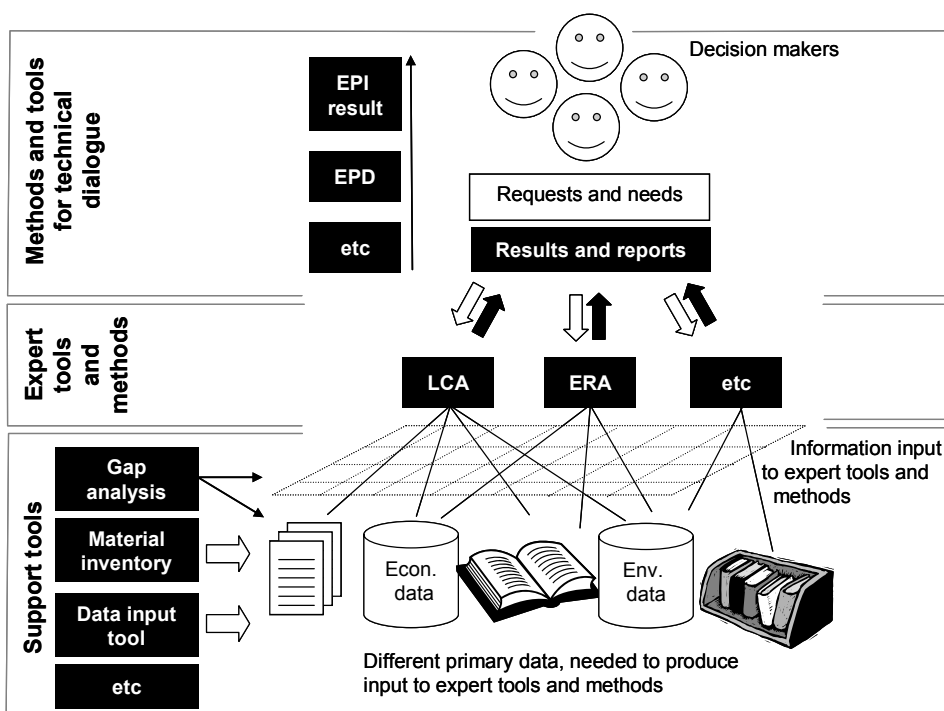 Methods and tools
for technical
dialogue
EPI
result
EPD
etc
Decision makers
Requests and needs
Results and reports
Expert
tools
and
methods
LCA
ERA
etc
Support tools
Gap
analysis
Material
inventory
Data input
tool
etc
Information input
to expert tools and
methods
Econ.
data
Env.
data
Different primary data, needed to produce
input to expert tools and methods